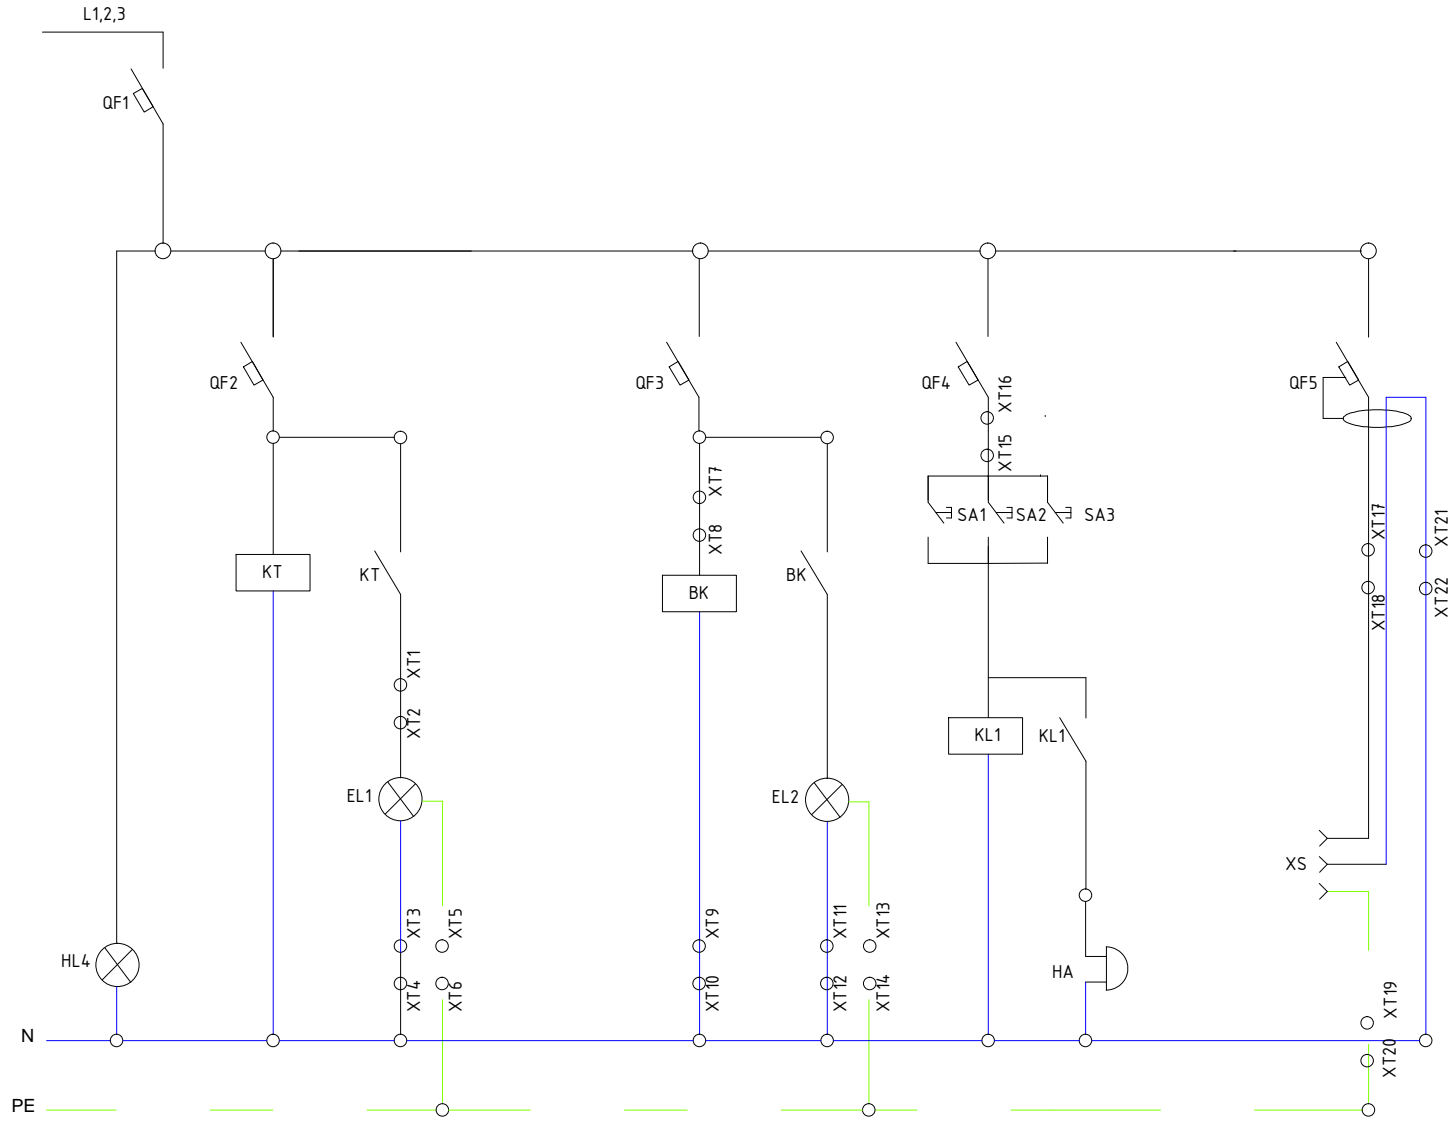 L1,2,3
QF1
QF2
QF3
QF4
QF5
XT16
XT15
XT7
XT8
SA1
SA2
SA3
XT17
XT21
XT18
XT22
KT
KT
BK
BK
XT1
XT2
KL1
KL1
EL1
EL2
XS
XT3
XT5
XT9
XT11
XT13
HL4
HA
XT4
XT6
XT10
XT12
XT14
XT19
N
XT20
PE